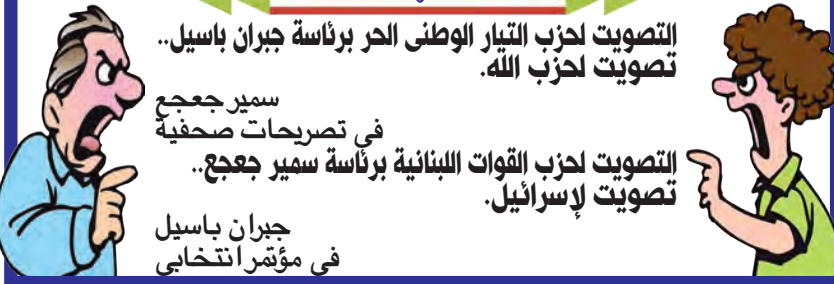 التصويت لحزب التيار الوطنى الحر برئاسة جبران باسيل..
تصويت لحزب الله.
سمير جعجع
فى تصريحات صحفية
التصويت لحزب القوات اللبنانية برئاسة سمير جعجع..
تصويت لإسرائيل.
جبران باسيل
فى مؤتمر انتخابى